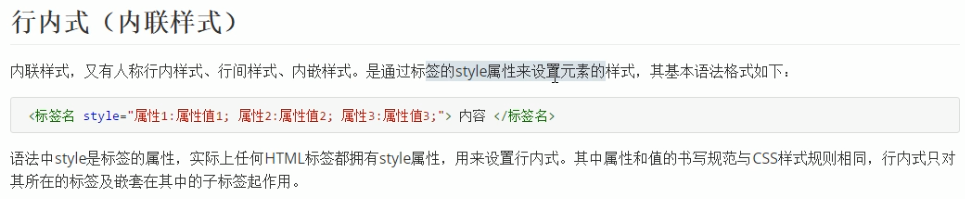 行内式（内联样式）
内联样式，又有人称行内样式、行间样式、内嵌样式。是通过标签的style属性来设置元素的样式，其基本语法格式如下：
<标签名 style="属性1:属性值1; 属性2:属性值2; 属性3:属性值3;"> 内容 </标签名>
语法中style是标签的属性，实际上任何HTML标签都拥有style属性，用来设置行内式。其中属性和值的书写规范与CSS样式规则相同，行内式只对
其所在的标签及嵌套在其中的子标签起作用。